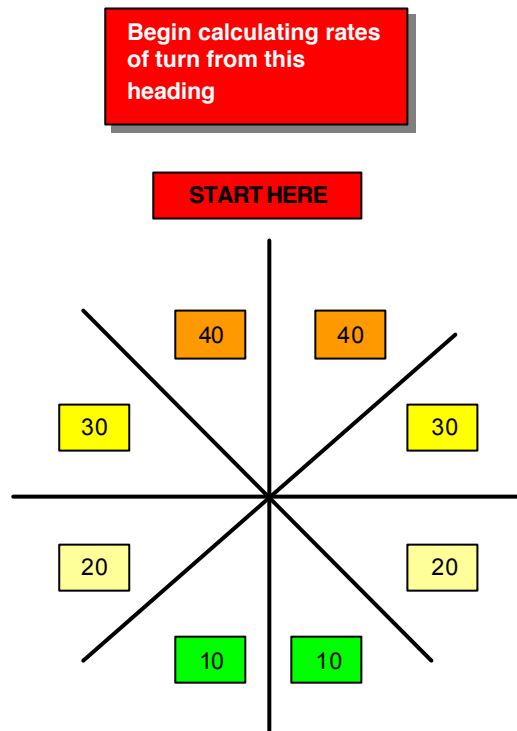 Begin calculating rates
of turn from this
heading
START HERE
40 40
30 30
20 20
10 10